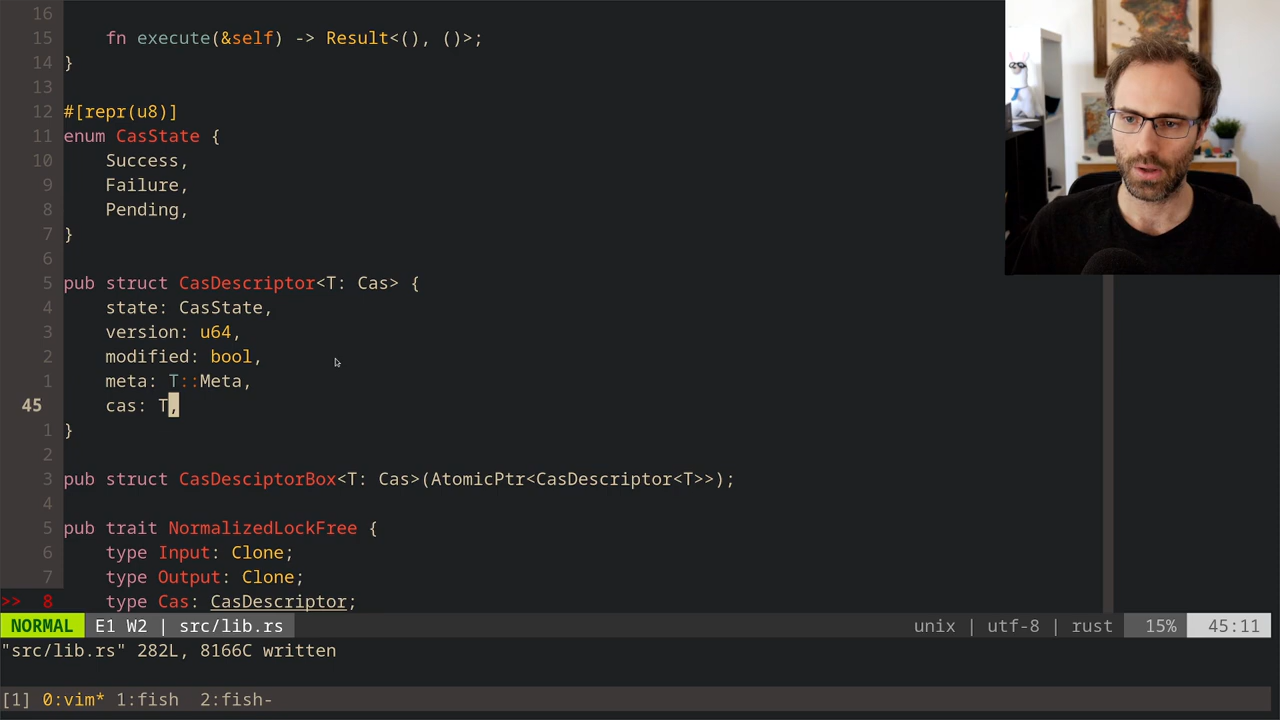 16
15     fn execute(&self) -> Result<(), ()>;
14 }
13
12 #[repr(u8)]
11 enum CasState {
10     Success,
9     Failure,
8     Pending,
7 }
6
5 pub struct CasDescriptor<T: Cas> {
4     state: CasState,
3     version: u64,
2     modified: bool,
1     meta: T::Meta,
45     cas: T,
1 }
2
3 pub struct CasDesciptorBox<T: Cas>(AtomicPtr<CasDescriptor<T>>);
4
5 pub trait NormalizedLockFree {
6     type Input: Clone;
7     type Output: Clone;
>> 8     type Cas: CasDescriptor;
NORMAL E1 W2 | src/lib.rs unix | utf-8 | rust 15% 45:11
"src/lib.rs" 282L, 8166C written
[1] 0:vim* 1:fish 2:fish-